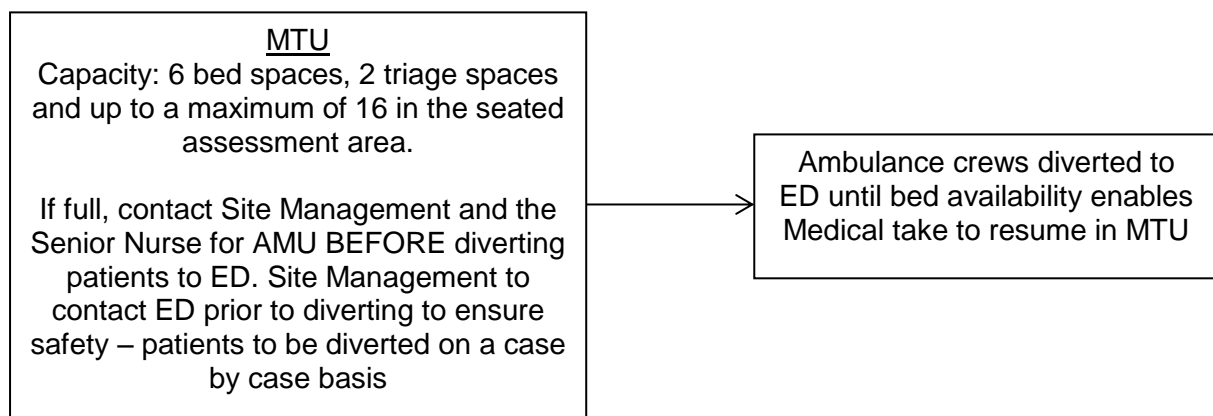 MTU
Capacity: 6 bed spaces, 2 triage spaces
and up to a maximum of 16 in the seated
assessment area.
If full, contact Site Management and the
Senior Nurse for AMU BEFORE diverting
patients to ED. Site Management to
contact ED prior to diverting to ensure
safety – patients to be diverted on a case
by case basis
Ambulance crews diverted to
ED until bed availability enables
Medical take to resume in MTU